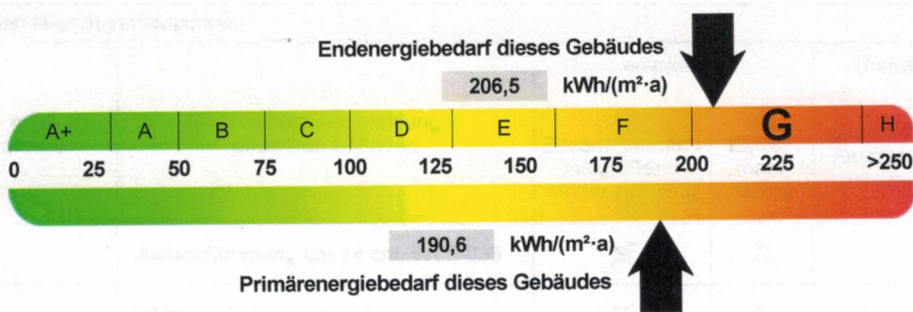 Endenergiebedarf dieses Gebäudes
206,5 kWh/(m²·a)
A+ A B C D E F G H
0 25 50 75 100 125 150 175 200 225 >250
190,6 kWh/(m²·a)
Primärenergiebedarf dieses Gebäudes